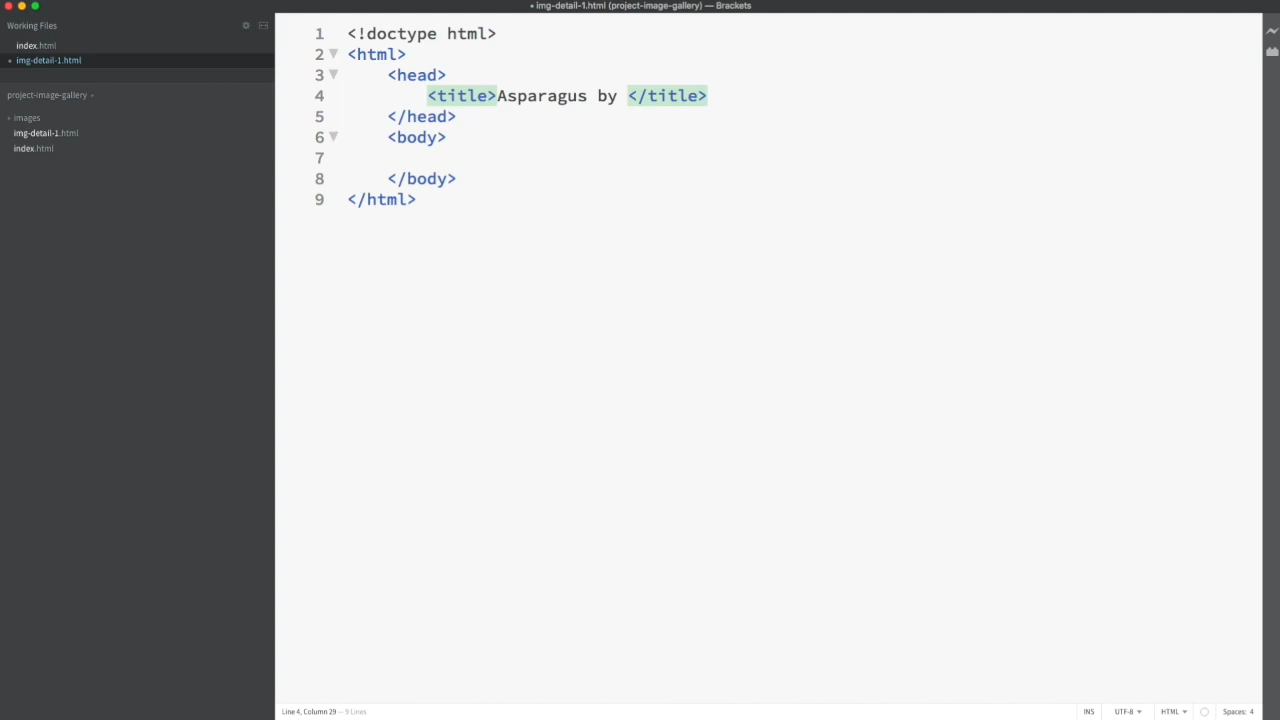 • img-detail-1.html (project-image-gallery) — Brackets
Working Files
index.html
• img-detail-1.html
project-image-gallery
images
img-detail-1.html
index.html
1 <!doctype html>
2 <html>
3 <head>
4 <title>Asparagus by </title>
5 </head>
6 <body>
7
8 </body>
9 </html>
Line 4, Column 29 — 9 Lines
INS UTF-8 HTML Spaces: 4